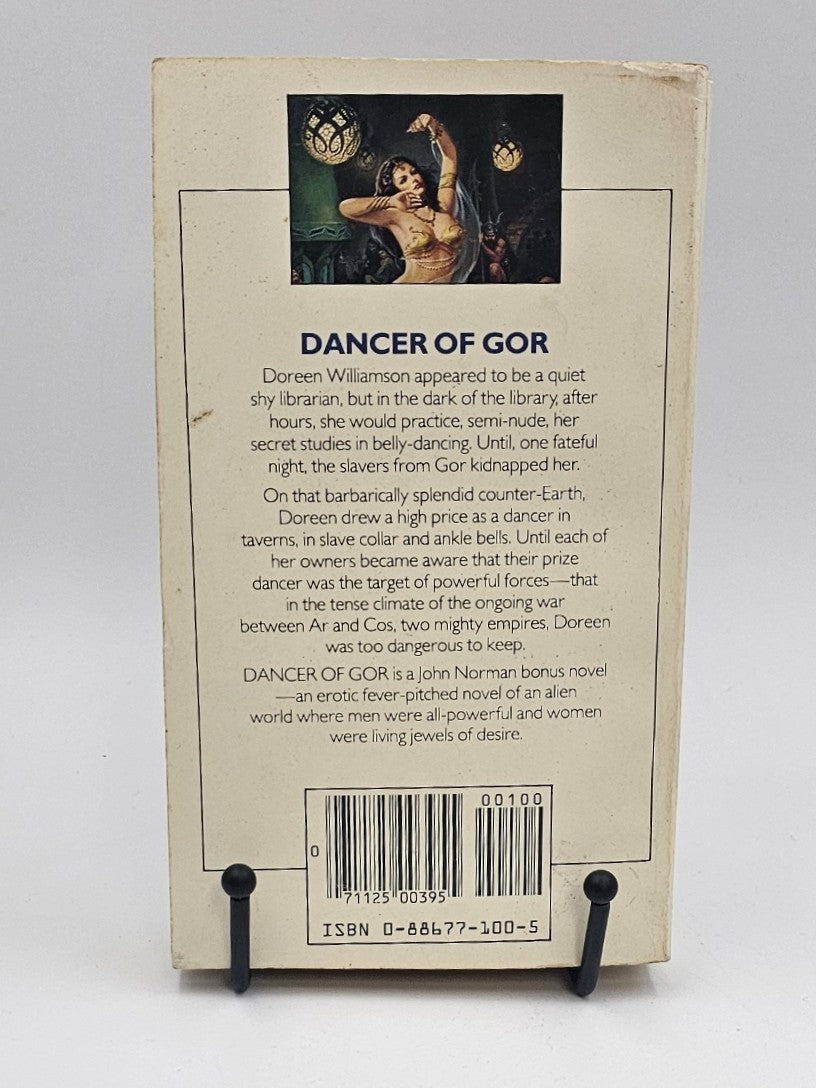 DANCER OF GOR
Doreen Williamson appeared to be a quiet
shy librarian, but in the dark of the library, after
hours, she would practice, semi-nude, her
secret studies in belly-dancing. Until, one fateful
night, the slavers from Gor kidnapped her.
On that barbarically splendid counter-Earth,
Doreen drew a high price as a dancer in
taverns, in slave collar and ankle bells. Until each of
her owners became aware that their prize
dancer was the target of powerful forces—that
in the tense climate of the ongoing war
between Ar and Cos, two mighty empires, Doreen
was too dangerous to keep.
DANCER OF GOR is a John Norman bonus novel
—an erotic fever-pitched novel of an alien
world where men were all-powerful and women
were living jewels of desire.
00100
0
71125 00395
ISBN 0-88677-100-5